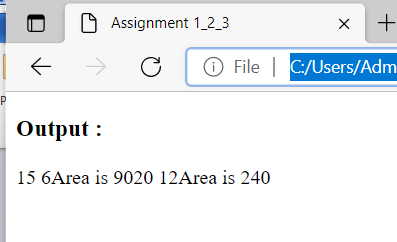 Assignment 1_2_3
File
C:/Users/Adm
Output :
15 6Area is 9020 12Area is 240